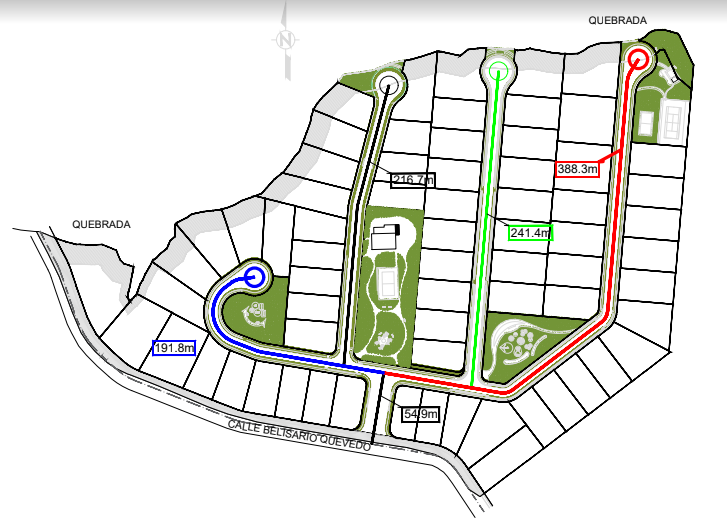 QUEBRADA
N
388.3m
216.7m
QUEBRADA
241.4m
191.8m
54.9m
CALLE BELISARIO QUEVEDO